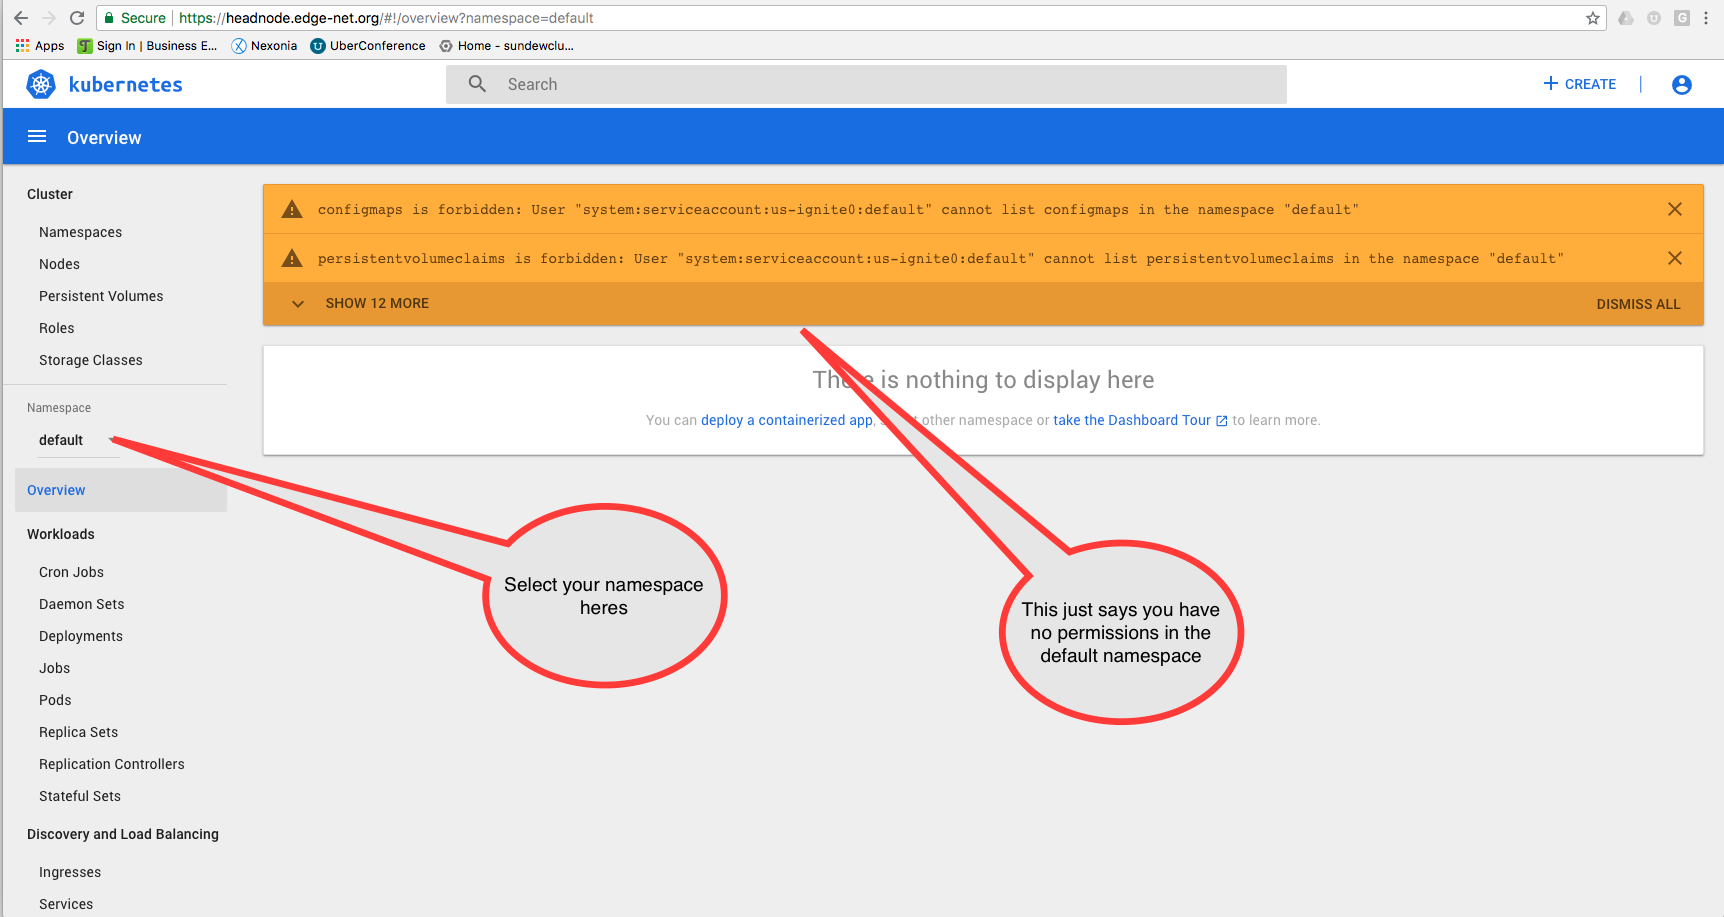 Secure https://headnode.edge-net.org/#!/overview?namespace=default
Apps Sign In | Business E... Nexonia UberConference Home - sundewclu...
kubernetes
Search
CREATE
Overview
Cluster
Namespaces
Nodes
Persistent Volumes
Roles
Storage Classes
Namespace
default
Overview
Workloads
Cron Jobs
Daemon Sets
Deployments
Jobs
Pods
Replica Sets
Replication Controllers
Stateful Sets
Discovery and Load Balancing
Ingresses
Services
configmaps is forbidden: User "system:serviceaccount:us-ignite0:default" cannot list configmaps in the namespace "default"
persistentvolumeclaims is forbidden: User "system:serviceaccount:us-ignite0:default" cannot list persistentvolumeclaims in the namespace "default"
SHOW 12 MORE
DISMISS ALL
is nothing to display here
You can deploy a containerized app, other namespace or take the Dashboard Tour to learn more.
Select your namespace
heres
This just says you have
no permissions in the
default namespace